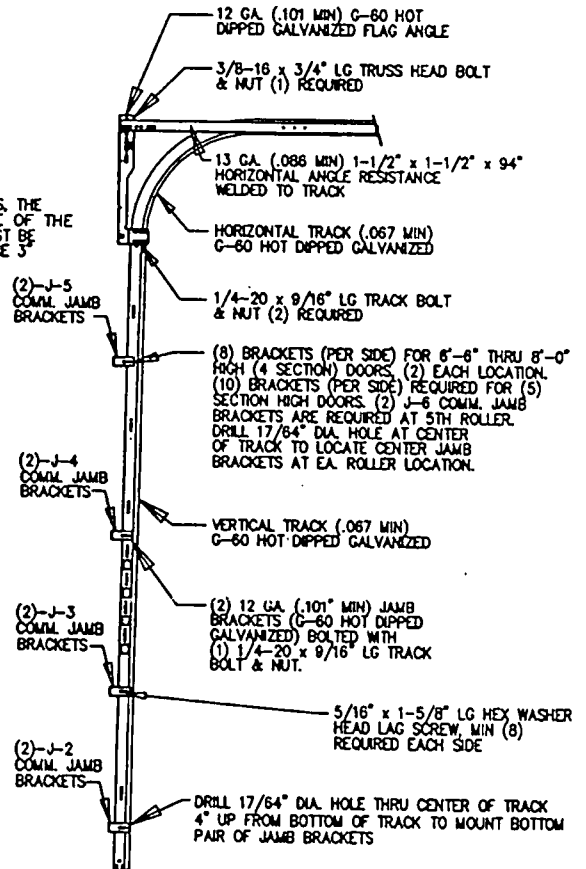 12 GA. (.101 MIN) G-60 HOT
DIPPED GALVANIZED FLAG ANGLE
3/8-16 x 3/4" LG TRUSS HEAD BOLT
& NUT (1) REQUIRED
13 GA. (.086 MIN) 1-1/2" x 1-1/2" x 94"
HORIZONTAL ANGLE RESISTANCE
WELDED TO TRACK
S. THE
E OF THE
ST BE
E 3"
HORIZONTAL TRACK (.067 MIN)
G-60 HOT DIPPED GALVANIZED
(2)-J-5
COMM. JAMB
BRACKETS
1/4-20 x 9/16" LG TRACK BOLT
& NUT (2) REQUIRED
(8) BRACKETS (PER SIDE) FOR 6'-6" THRU 8'-0"
HIGH (4 SECTION) DOORS, (2) EACH LOCATION.
(10) BRACKETS (PER SIDE) REQUIRED FOR (5)
SECTION HIGH DOORS. (2) J-6 COMM. JAMB
BRACKETS ARE REQUIRED AT 5TH ROLLER.
DRILL 17/64" DIA. HOLE AT CENTER
OF TRACK TO LOCATE CENTER JAMB
BRACKETS AT EA. ROLLER LOCATION.
(2)-J-4
COMM. JAMB
BRACKETS
VERTICAL TRACK (.067 MIN)
G-60 HOT DIPPED GALVANIZED
(2) 12 GA. (.101" MIN) JAMB
BRACKETS (G-60 HOT DIPPED
GALVANIZED) BOLTED WITH
(1) 1/4-20 x 9/16" LG TRACK
BOLT & NUT.
(2)-J-3
COMM. JAMB
BRACKETS
5/16" x 1-5/8" LG HEX WASHER
HEAD LAG SCREW, MIN (8)
REQUIRED EACH SIDE
(2)-J-2
COMM. JAMB
BRACKETS
DRILL 17/64" DIA. HOLE THRU CENTER OF TRACK
4" UP FROM BOTTOM OF TRACK TO MOUNT BOTTOM
PAIR OF JAMB BRACKETS